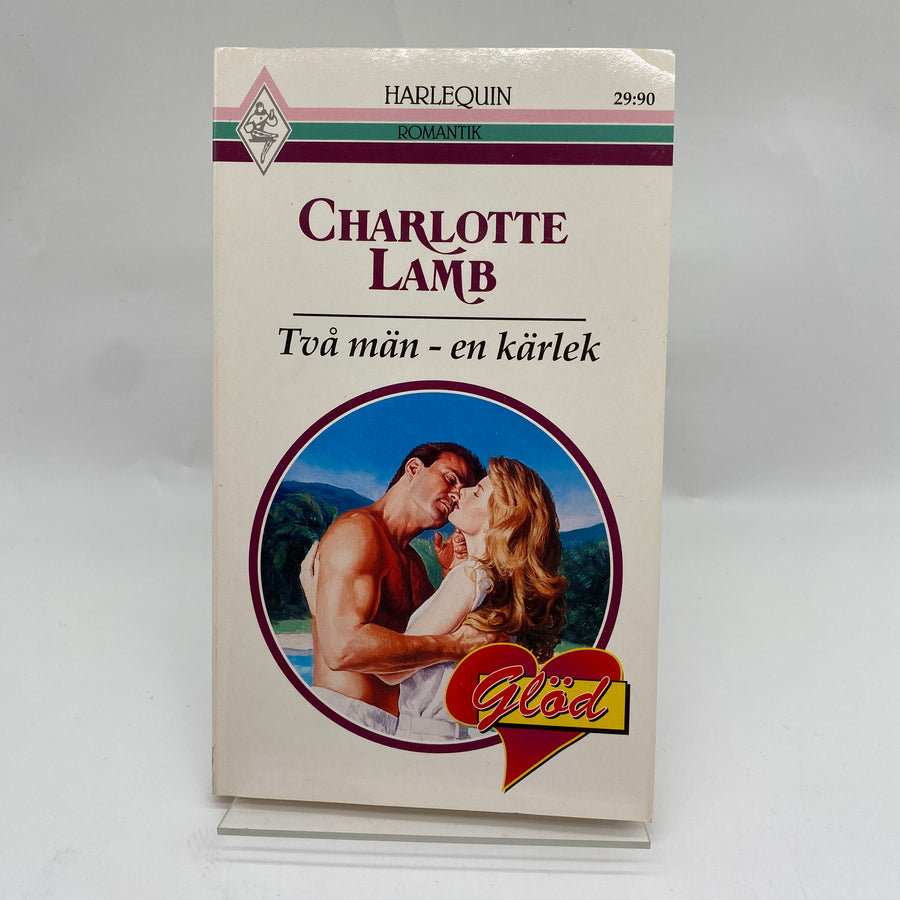 HARLEQUIN
29:90
ROMANTIK
CHARLOTTE
LAMB
Två män - en kärlek
Glöd